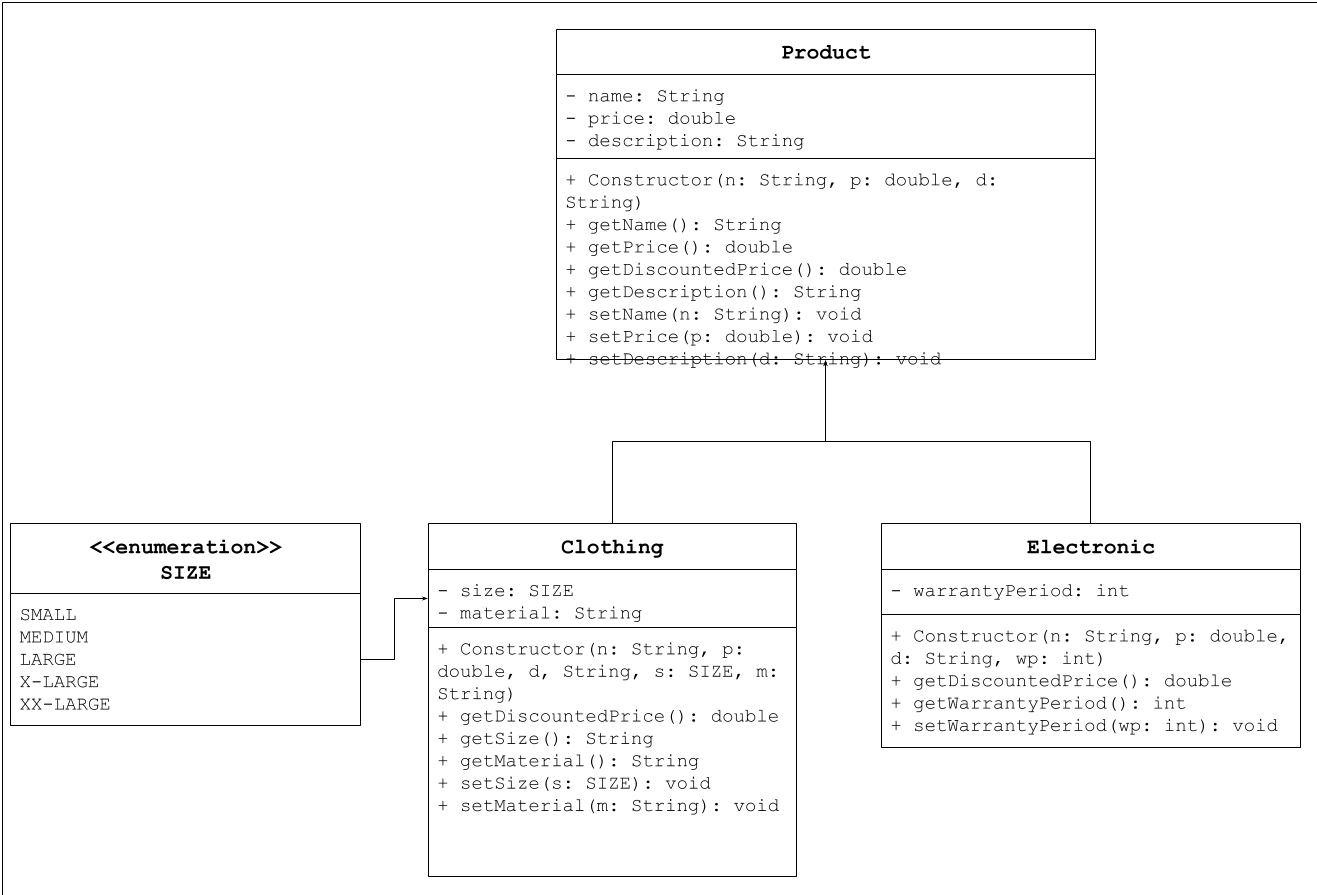 Product
- name: String
- price: double
- description: String
+ Constructor(n: String, p: double, d:
String)
+ getName(): String
+ getPrice(): double
+ getDiscountedPrice(): double
+ getDescription(): String
+ setName(n: String): void
+ setPrice(p: double): void
+ setDescription(d: String): void
<<enumeration>>
SIZE
SMALL
MEDIUM
LARGE
X-LARGE
XX-LARGE
Clothing
- size: SIZE
- material: String
+ Constructor(n: String, p:
double, d, String, s: SIZE, m:
String)
+ getDiscountedPrice(): double
+ getSize(): String
+ getMaterial(): String
+ setSize(s: SIZE): void
+ setMaterial(m: String): void
Electronic
- warrantyPeriod: int
+ Constructor(n: String, p: double,
d: String, wp: int)
+ getDiscountedPrice(): double
+ getWarrantyPeriod(): int
+ setWarrantyPeriod(wp: int): void